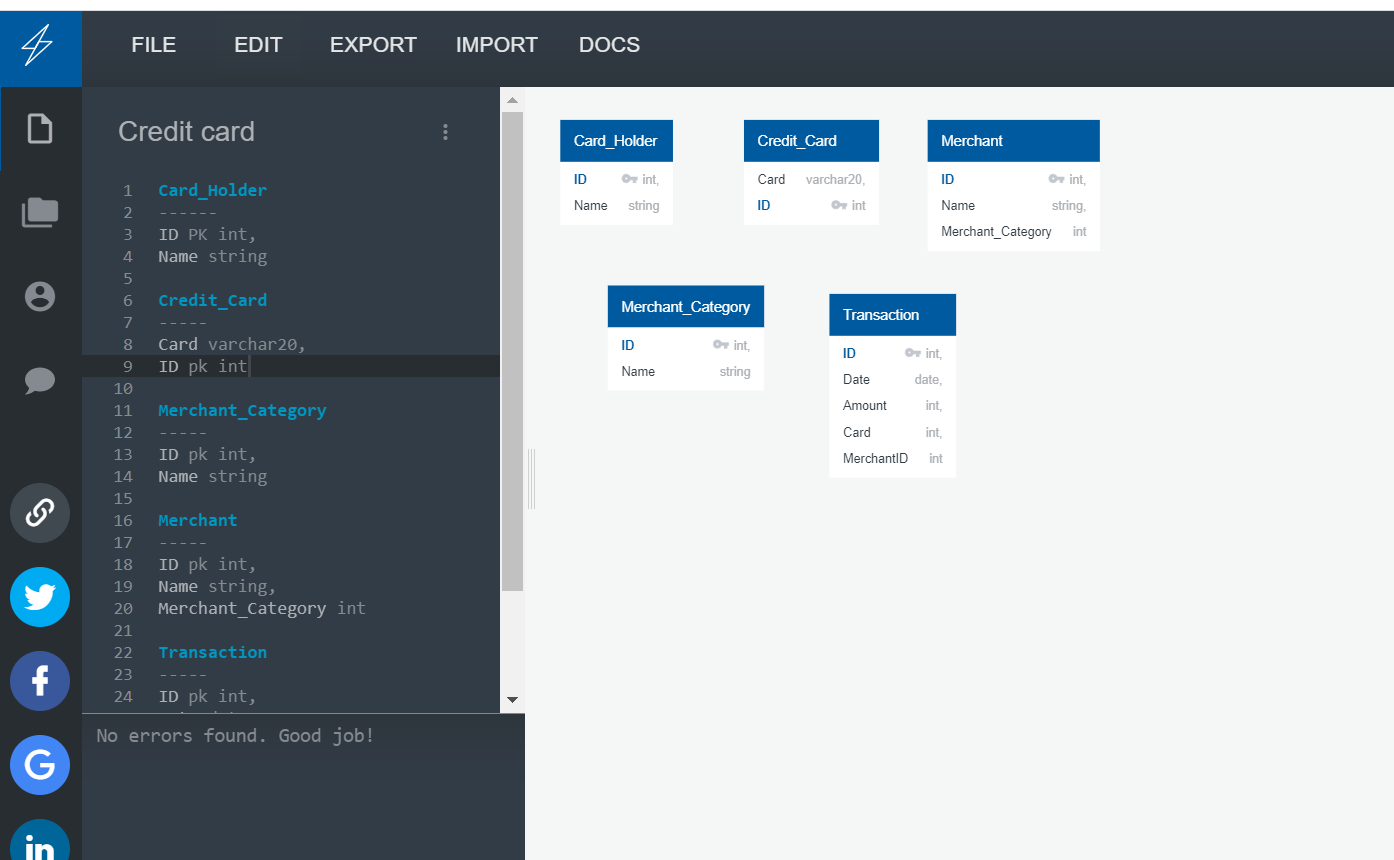 FILE EDIT EXPORT IMPORT DOCS
Credit card
1 Card_Holder
2 ------
3 ID PK int,
4 Name string
5
6 Credit_Card
7 -----
8 Card varchar20,
9 ID pk int
10
11 Merchant_Category
12 -----
13 ID pk int,
14 Name string
15
16 Merchant
17 -----
18 ID pk int,
19 Name string,
20 Merchant_Category int
21
22 Transaction
23 -----
24 ID pk int,
No errors found. Good job!
Card_Holder
ID int,
Name string
Credit_Card
Card varchar20,
ID int
Merchant
ID int,
Name string,
Merchant_Category int
Merchant_Category
ID int,
Name string
Transaction
ID int,
Date date,
Amount int,
Card int,
MerchantID int
f
G
in